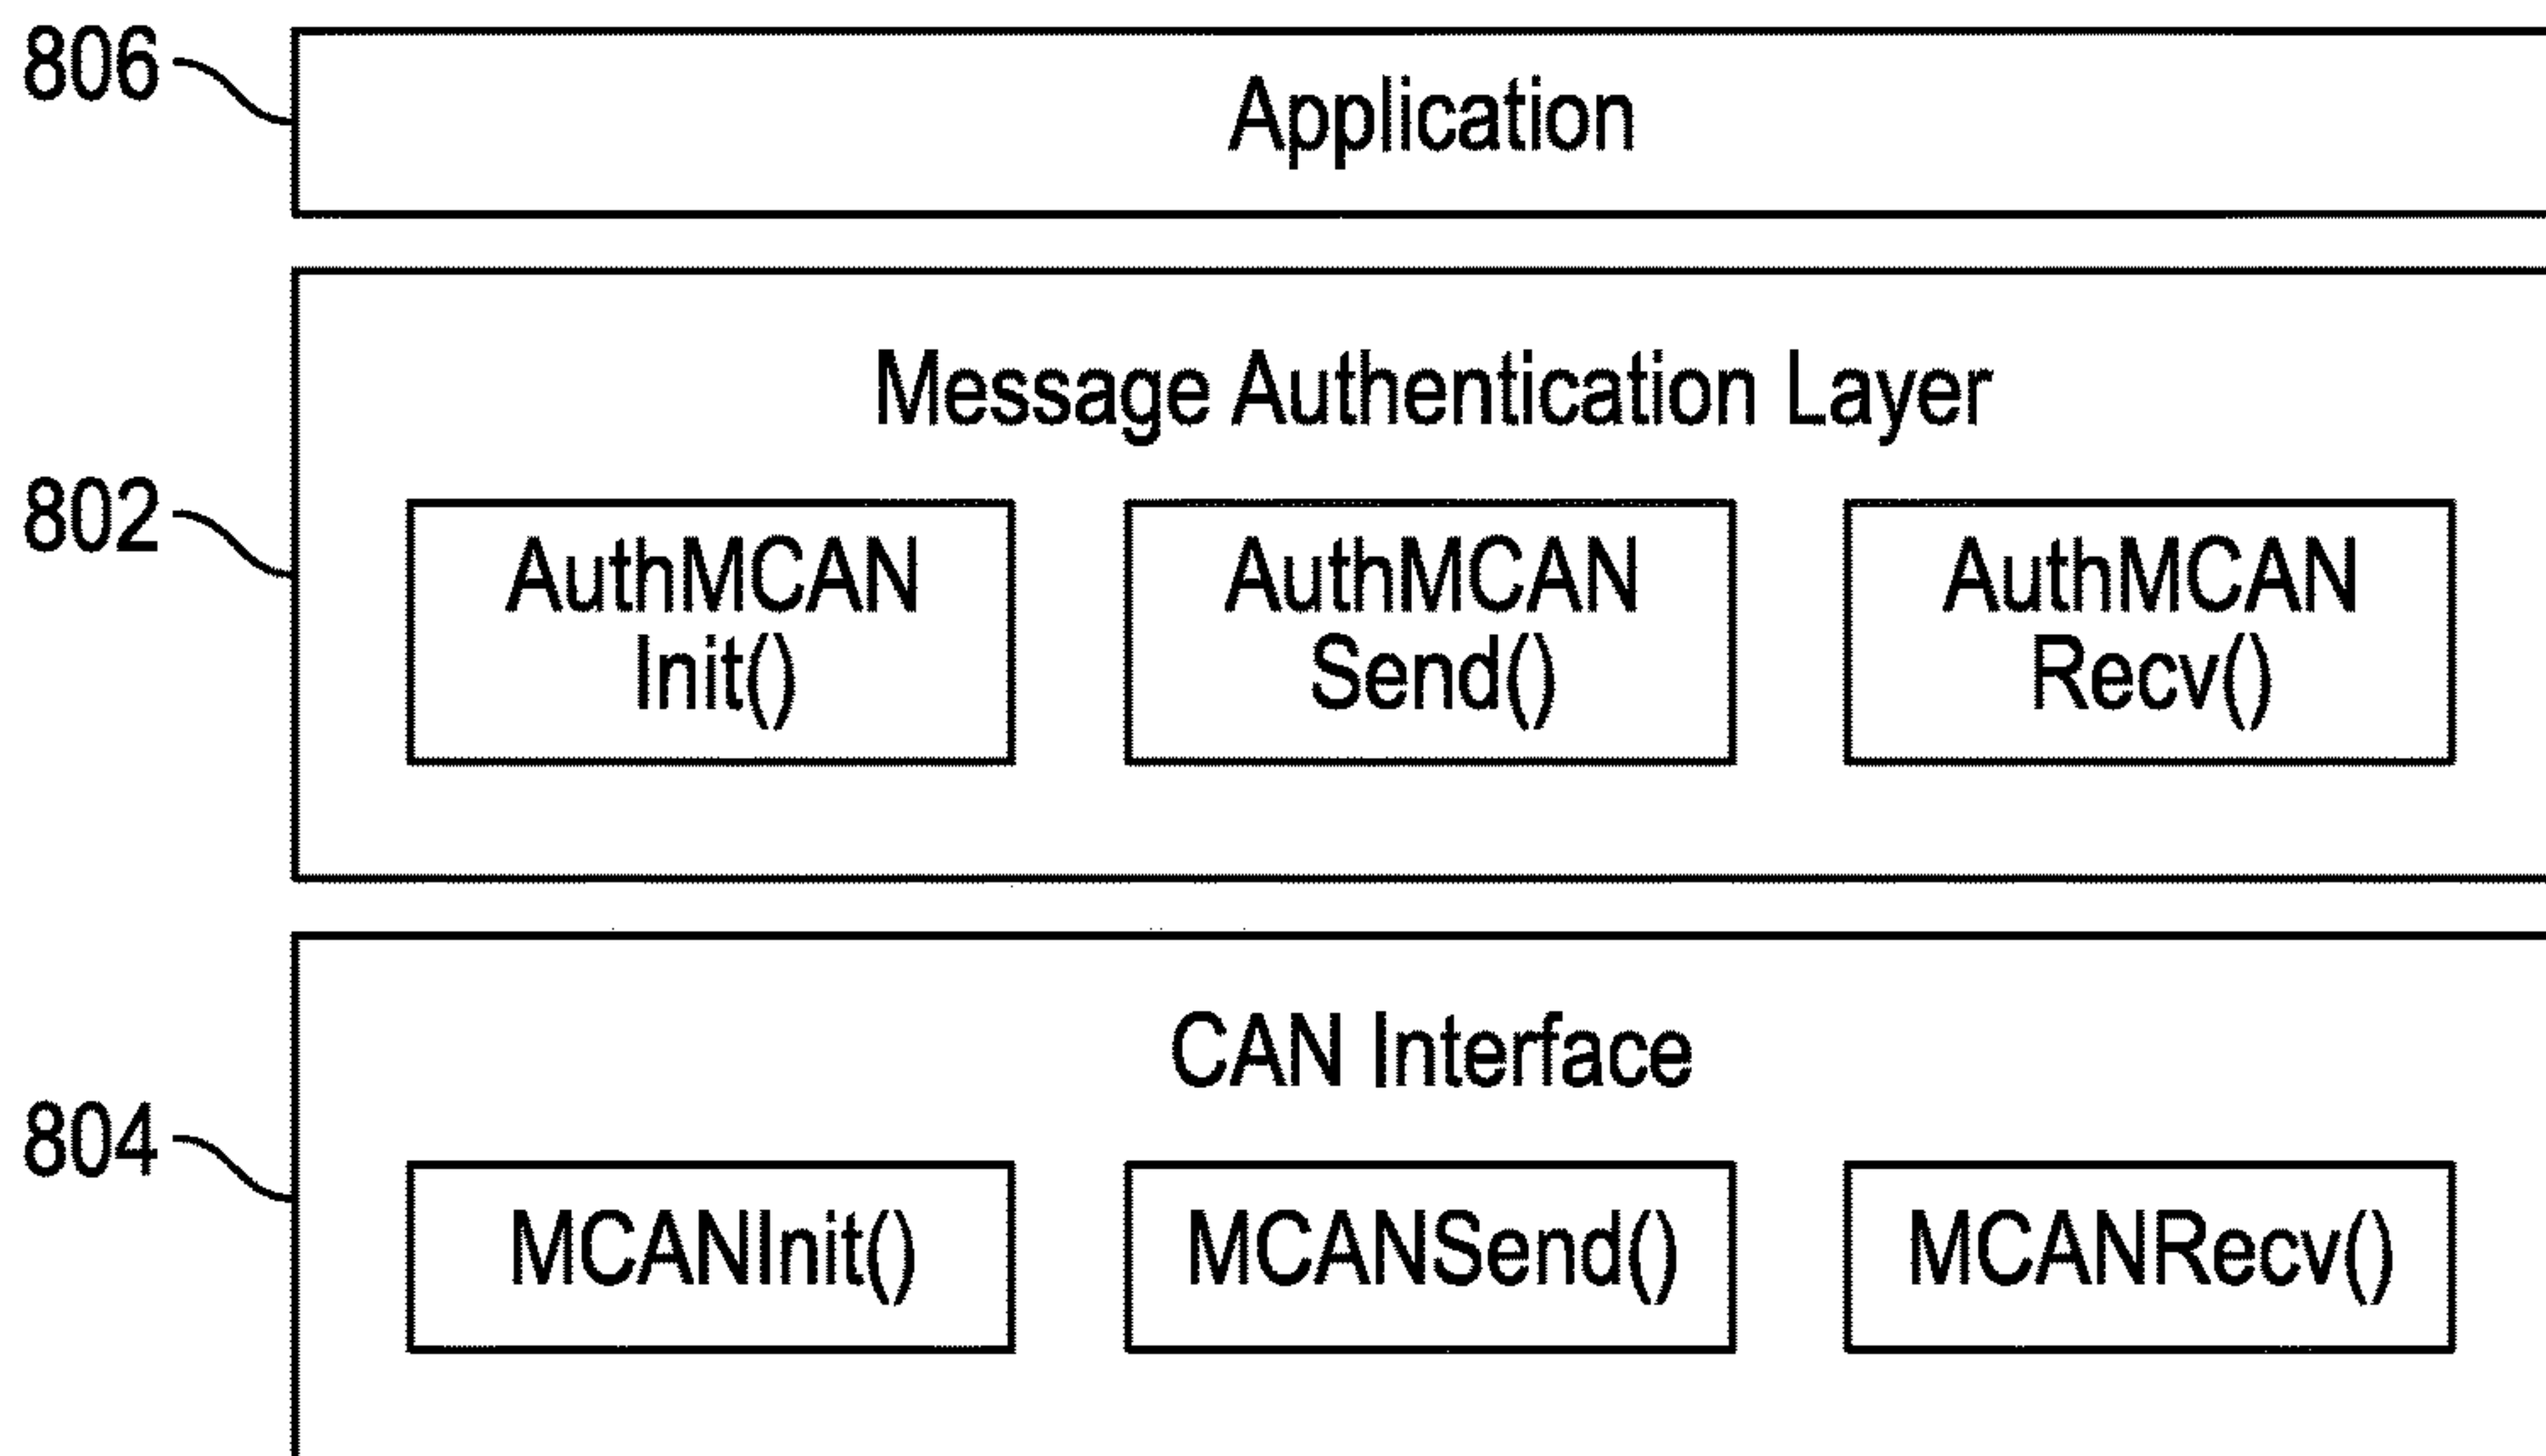 806
Application
Message Authentication Layer
802
AuthMCAN
Init()
AuthMCAN
Send()
AuthMCAN
Recv()
CAN Interface
804
MCANInit()
MCANSend()
MCANRecv()